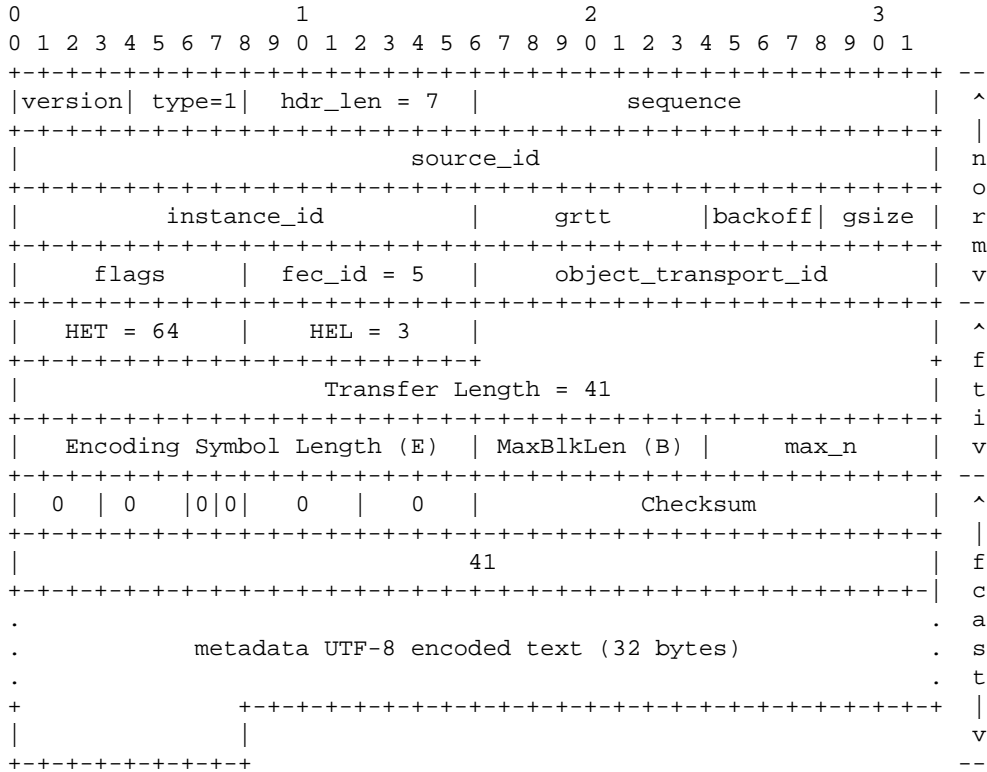 0                   1                   2                   3
0 1 2 3 4 5 6 7 8 9 0 1 2 3 4 5 6 7 8 9 0 1 2 3 4 5 6 7 8 9 0 1
+-+-+-+-+-+-+-+-+-+-+-+-+-+-+-+-+-+-+-+-+-+-+-+-+-+-+-+-+-+-+-+-+ --
|version| type=1|  hdr_len = 7  |          sequence             |  ^
+-+-+-+-+-+-+-+-+-+-+-+-+-+-+-+-+-+-+-+-+-+-+-+-+-+-+-+-+-+-+-+-+  |
|                           source_id                           |  n
+-+-+-+-+-+-+-+-+-+-+-+-+-+-+-+-+-+-+-+-+-+-+-+-+-+-+-+-+-+-+-+-+  o
|          instance_id          |     grtt      |backoff| gsize |  r
+-+-+-+-+-+-+-+-+-+-+-+-+-+-+-+-+-+-+-+-+-+-+-+-+-+-+-+-+-+-+-+-+  m
|     flags     |  fec_id = 5   |     object_transport_id       |  v
+-+-+-+-+-+-+-+-+-+-+-+-+-+-+-+-+-+-+-+-+-+-+-+-+-+-+-+-+-+-+-+-+ --
|   HET = 64    |    HEL = 3    |                               |  ^
+-+-+-+-+-+-+-+-+-+-+-+-+-+-+-+-+                               +  f
|                     Transfer Length = 41                      |  t
+-+-+-+-+-+-+-+-+-+-+-+-+-+-+-+-+-+-+-+-+-+-+-+-+-+-+-+-+-+-+-+-+  i
|   Encoding Symbol Length (E)  | MaxBlkLen (B) |     max_n     |  v
+-+-+-+-+-+-+-+-+-+-+-+-+-+-+-+-+-+-+-+-+-+-+-+-+-+-+-+-+-+-+-+-+ --
|  0  | 0   |0|0|   0   |   0   |           Checksum            |  ^
+-+-+-+-+-+-+-+-+-+-+-+-+-+-+-+-+-+-+-+-+-+-+-+-+-+-+-+-+-+-+-+-+  |
|                               41                              |  f
+-+-+-+-+-+-+-+-+-+-+-+-+-+-+-+-+-+-+-+-+-+-+-+-+-+-+-+-+-+-+-+-|  c
.                                                               .  a
.            metadata UTF-8 encoded text (32 bytes)             .  s
.                                                               .  t
+               +-+-+-+-+-+-+-+-+-+-+-+-+-+-+-+-+-+-+-+-+-+-+-+-+  |
|               |                                                  v
+-+-+-+-+-+-+-+-+                                                 --